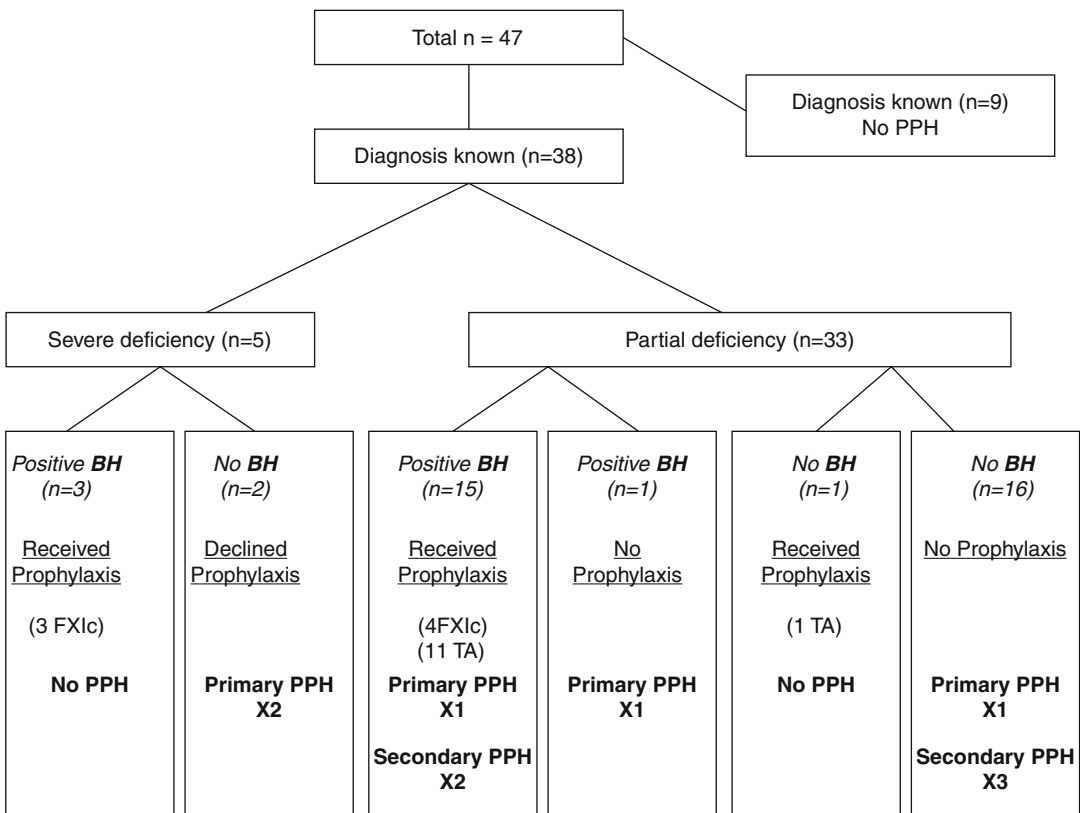 Total n = 47
Diagnosis known (n=9)
No PPH
Diagnosis known (n=38)
Severe deficiency (n=5)
Partial deficiency (n=33)
Positive BH
(n=3)
Received
Prophylaxis
(3 FXIc)
No PPH
No BH
(n=2)
Declined
Prophylaxis
Primary PPH
X2
Positive BH
(n=15)
Received
Prophylaxis
(4FXIc)
(11 TA)
Primary PPH
X1
Secondary PPH
X2
Positive BH
(n=1)
No
Prophylaxis
Primary PPH
X1
No BH
(n=1)
Received
Prophylaxis
(1 TA)
No PPH
No BH
(n=16)
No Prophylaxis
Primary PPH
X1
Secondary PPH
X3